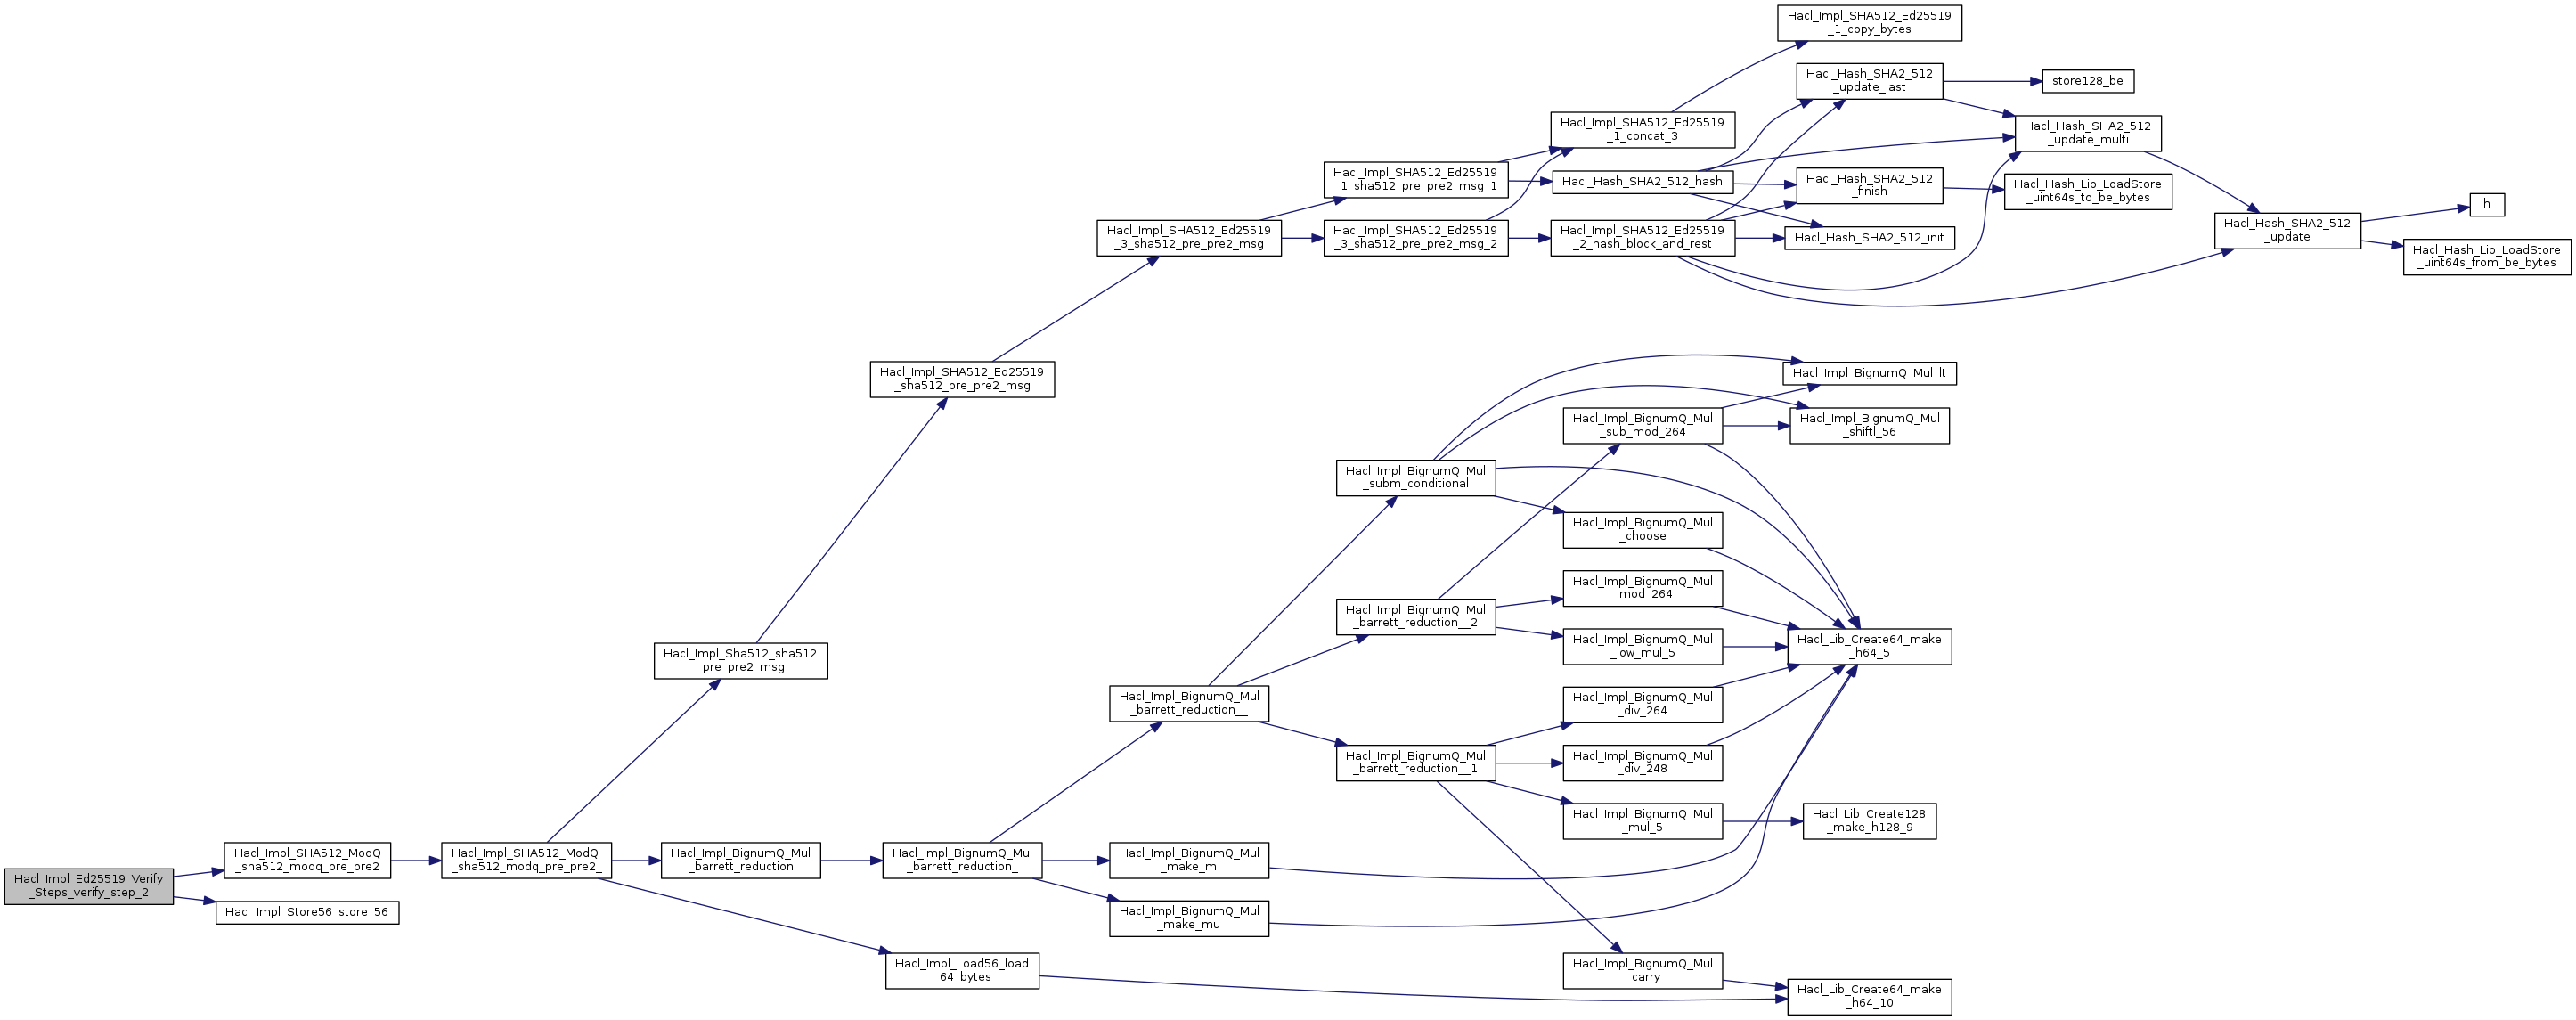 Hacl_Impl_Ed25519_Verify
_Steps_verify_step_2
Hacl_Impl_SHA512_ModQ
_sha512_modq_pre_pre2
Hacl_Impl_Store56_store_56
Hacl_Impl_SHA512_ModQ
_sha512_modq_pre_pre2_
Hacl_Impl_Sha512_sha512
_pre_pre2_msg
Hacl_Impl_BignumQ_Mul
_barrett_reduction
Hacl_Impl_SHA512_Ed25519
_sha512_pre_pre2_msg
Hacl_Impl_BignumQ_Mul
_barrett_reduction_
Hacl_Impl_Load56_load
_64_bytes
Hacl_Impl_SHA512_Ed25519
_3_sha512_pre_pre2_msg
Hacl_Impl_BignumQ_Mul
_barrett_reduction__
Hacl_Impl_BignumQ_Mul
_make_m
Hacl_Impl_BignumQ_Mul
_make_mu
Hacl_Impl_SHA512_Ed25519
_1_sha512_pre_pre2_msg_1
Hacl_Impl_SHA512_Ed25519
_3_sha512_pre_pre2_msg_2
Hacl_Impl_BignumQ_Mul
_subm_conditional
Hacl_Impl_BignumQ_Mul
_barrett_reduction__2
Hacl_Impl_BignumQ_Mul
_barrett_reduction__1
Hacl_Impl_SHA512_Ed25519
_1_concat_3
Hacl_Hash_SHA2_512_hash
Hacl_Impl_SHA512_Ed25519
_2_hash_block_and_rest
Hacl_Impl_BignumQ_Mul
_sub_mod_264
Hacl_Impl_BignumQ_Mul
_choose
Hacl_Impl_BignumQ_Mul
_mod_264
Hacl_Impl_BignumQ_Mul
_low_mul_5
Hacl_Impl_BignumQ_Mul
_div_264
Hacl_Impl_BignumQ_Mul
_div_248
Hacl_Impl_BignumQ_Mul
_mul_5
Hacl_Impl_BignumQ_Mul
_carry
Hacl_Impl_SHA512_Ed25519
_1_copy_bytes
Hacl_Hash_SHA2_512
_update_last
Hacl_Hash_SHA2_512
_finish
Hacl_Hash_SHA2_512_init
Hacl_Impl_BignumQ_Mul_lt
Hacl_Impl_BignumQ_Mul
_shiftl_56
Hacl_Lib_Create64_make
_h64_5
Hacl_Lib_Create128
_make_h128_9
Hacl_Lib_Create64_make
_h64_10
store128_be
Hacl_Hash_SHA2_512
_update_multi
Hacl_Hash_Lib_LoadStore
_uint64s_to_be_bytes
Hacl_Hash_SHA2_512
_update
h
Hacl_Hash_Lib_LoadStore
_uint64s_from_be_bytes